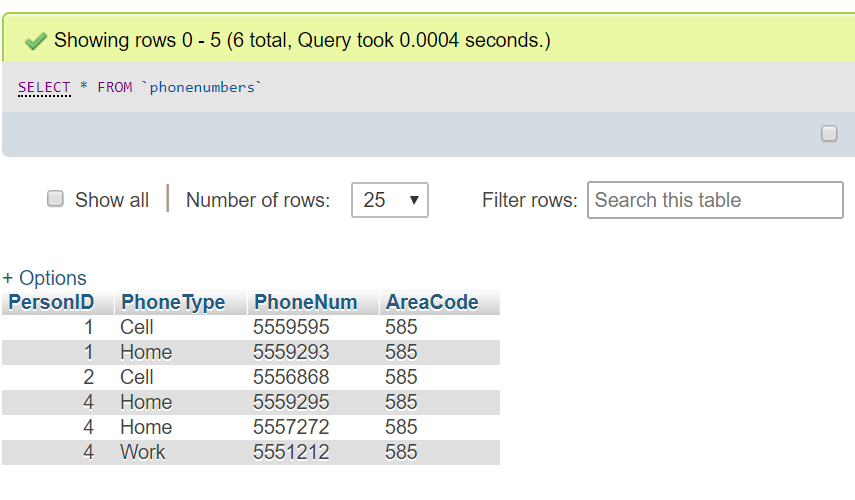 Showing rows 0 - 5 (6 total, Query took 0.0004 seconds.)
SELECT * FROM `phonenumbers`
Show all Number of rows: 25 Filter rows: Search this table
+ Options
PersonID PhoneType PhoneNum AreaCode
1 Cell 5559595 585
1 Home 5559293 585
2 Cell 5556868 585
4 Home 5559295 585
4 Home 5557272 585
4 Work 5551212 585